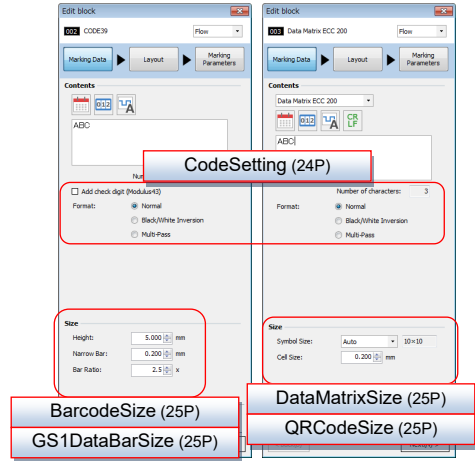 Edit block
002 CODE39
Flow
Marking Data
Layout
Marking
Parameters
Contents
012
A
ABC
Add check digit (Modulus43)
Format:
Normal
Black/White Inversion
Multi-Pass
Size
Height:
5.000 mm
Narrow Bar:
0.200 mm
Bar Ratio:
2.5 x
Edit block
003 Data Matrix ECC 200
Flow
Marking Data
Layout
Marking
Parameters
Contents
Data Matrix ECC 200
012
A
CR
LF
ABC
Number of characters: 3
Format:
Normal
Black/White Inversion
Multi-Pass
Size
Symbol Size:
Auto
10×10
Cell Size:
0.200 mm
CodeSetting (24P)
BarcodeSize (25P)
GS1DataBarSize (25P)
DataMatrixSize (25P)
QRCodeSize (25P)